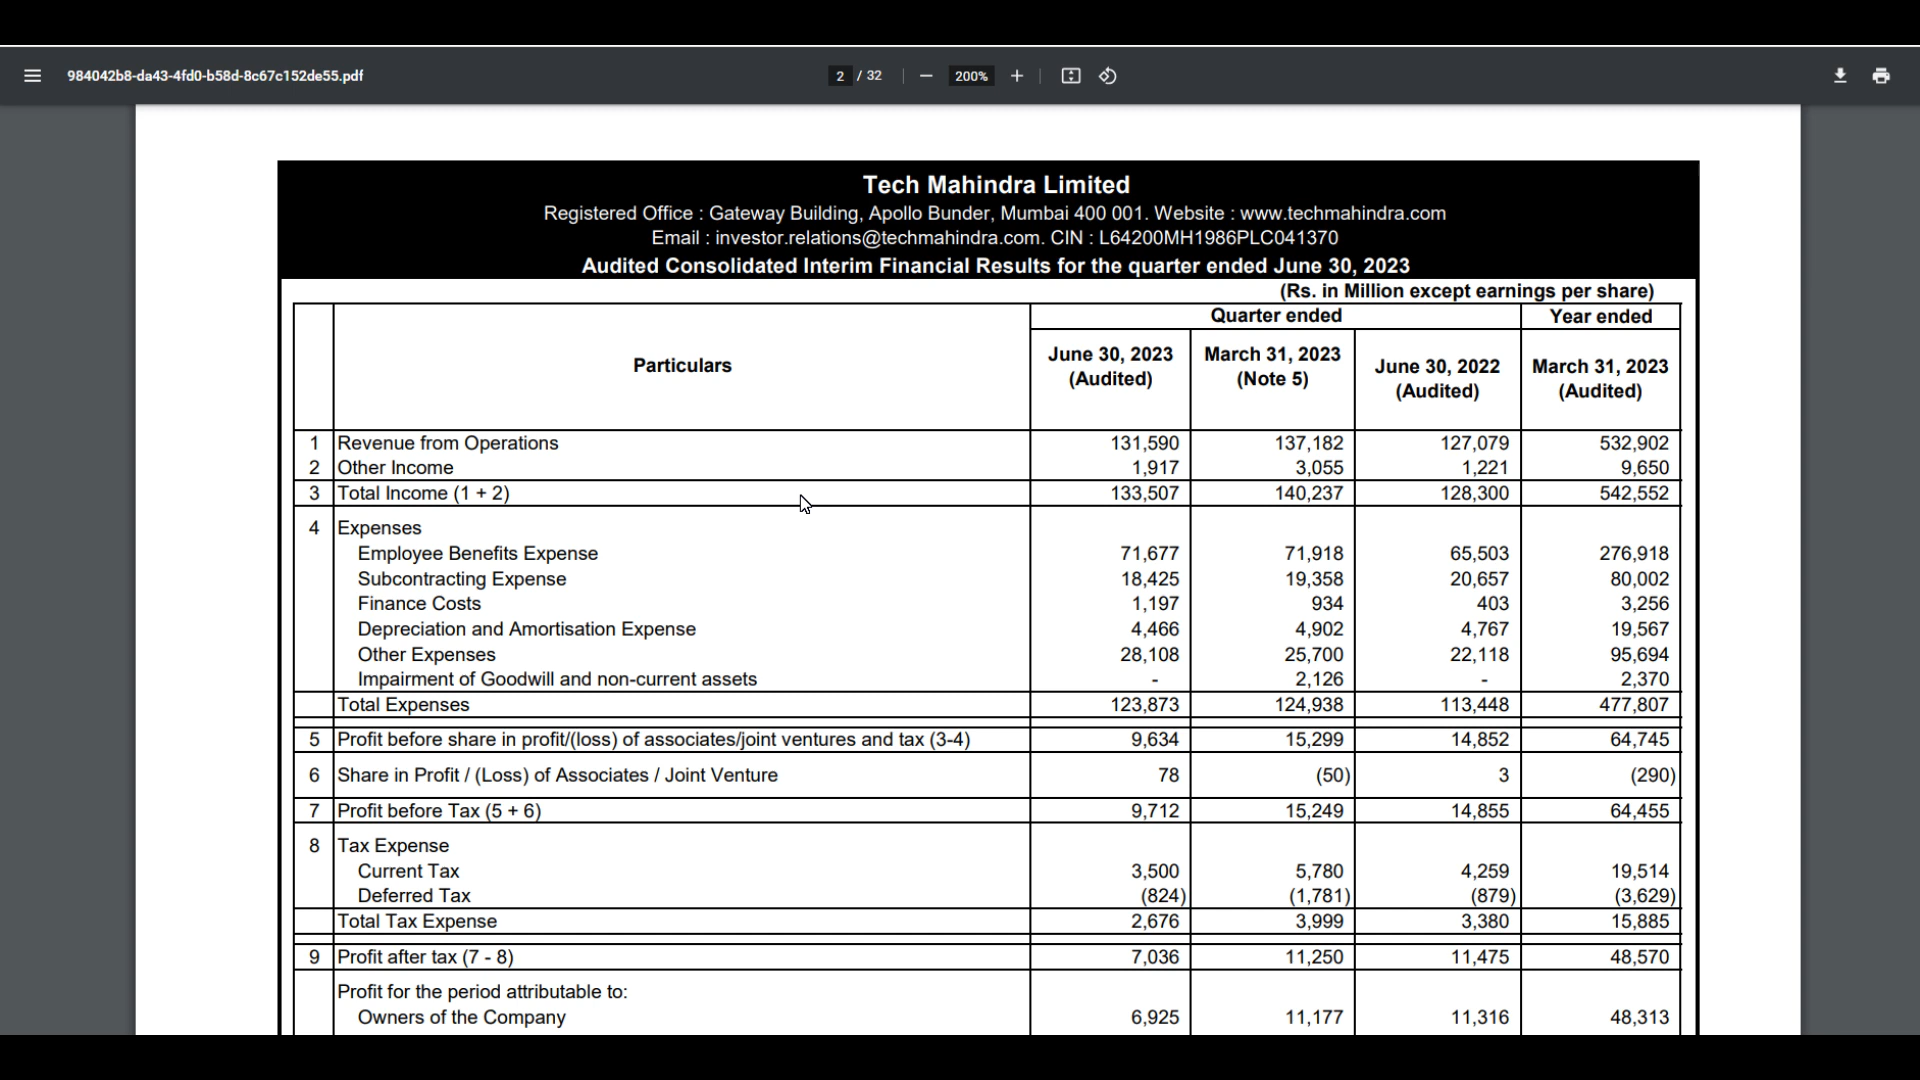 984042b8-da43-4fd0-b58d-8c67c152de55.pdf 2 / 32 200%
Tech Mahindra Limited
Registered Office : Gateway Building, Apollo Bunder, Mumbai 400 001. Website : www.techmahindra.com
Email : investor.relations@techmahindra.com. CIN : L64200MH1986PLC041370
Audited Consolidated Interim Financial Results for the quarter ended June 30, 2023
(Rs. in Million except earnings per share)
Quarter ended Year ended
Particulars June 30, 2023 (Audited) March 31, 2023 (Note 5) June 30, 2022 (Audited) March 31, 2023 (Audited)
1 Revenue from Operations 131,590 137,182 127,079 532,902
2 Other Income 1,917 3,055 1,221 9,650
3 Total Income (1 + 2) 133,507 140,237 128,300 542,552
4 Expenses
Employee Benefits Expense 71,677 71,918 65,503 276,918
Subcontracting Expense 18,425 19,358 20,657 80,002
Finance Costs 1,197 934 403 3,256
Depreciation and Amortisation Expense 4,466 4,902 4,767 19,567
Other Expenses 28,108 25,700 22,118 95,694
Impairment of Goodwill and non-current assets - 2,126 - 2,370
Total Expenses 123,873 124,938 113,448 477,807
5 Profit before share in profit/(loss) of associates/joint ventures and tax (3-4) 9,634 15,299 14,852 64,745
6 Share in Profit / (Loss) of Associates / Joint Venture 78 (50) 3 (290)
7 Profit before Tax (5 + 6) 9,712 15,249 14,855 64,455
8 Tax Expense
Current Tax 3,500 5,780 4,259 19,514
Deferred Tax (824) (1,781) (879) (3,629)
Total Tax Expense 2,676 3,999 3,380 15,885
9 Profit after tax (7 - 8) 7,036 11,250 11,475 48,570
Profit for the period attributable to:
Owners of the Company 6,925 11,177 11,316 48,313